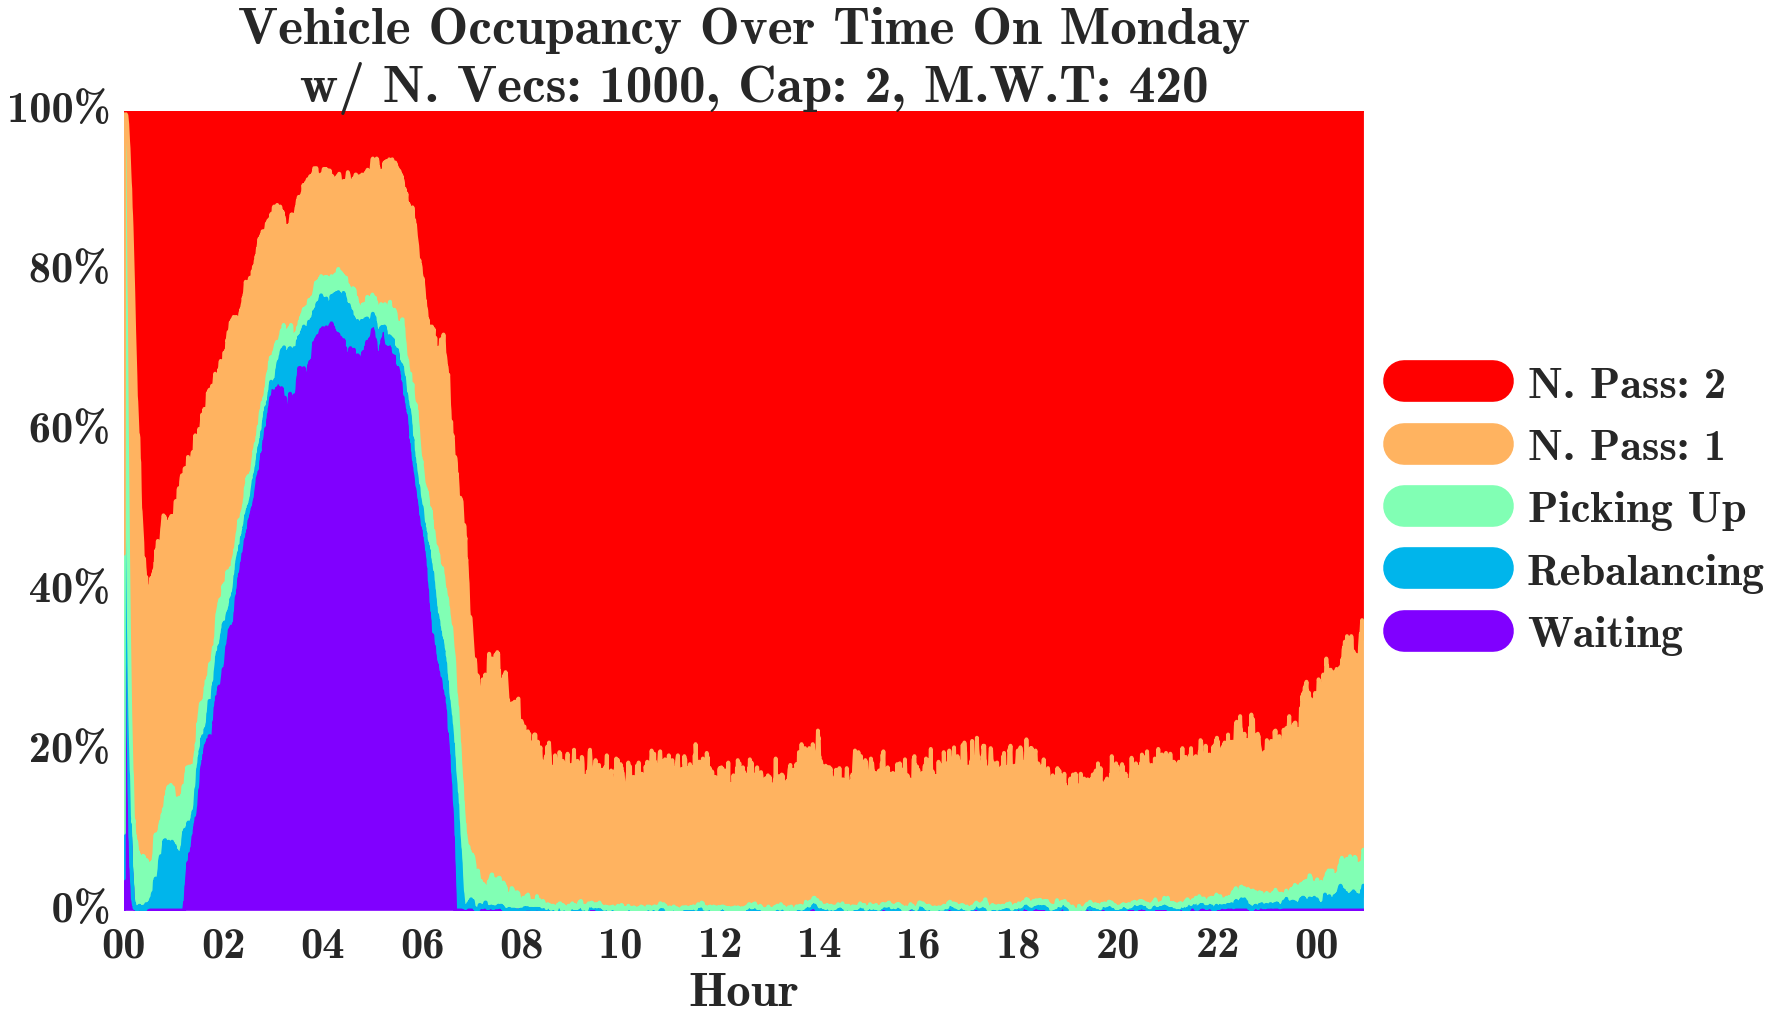 Vehicle Occupancy Over Time On Monday
w/ N. Vecs: 1000, Cap: 2, M.W.T: 420
100%
80%
60%
40%
20%
0%
00 02 04 06 08 10 12 14 16 18 20 22 00
Hour
N. Pass: 2
N. Pass: 1
Picking Up
Rebalancing
Waiting